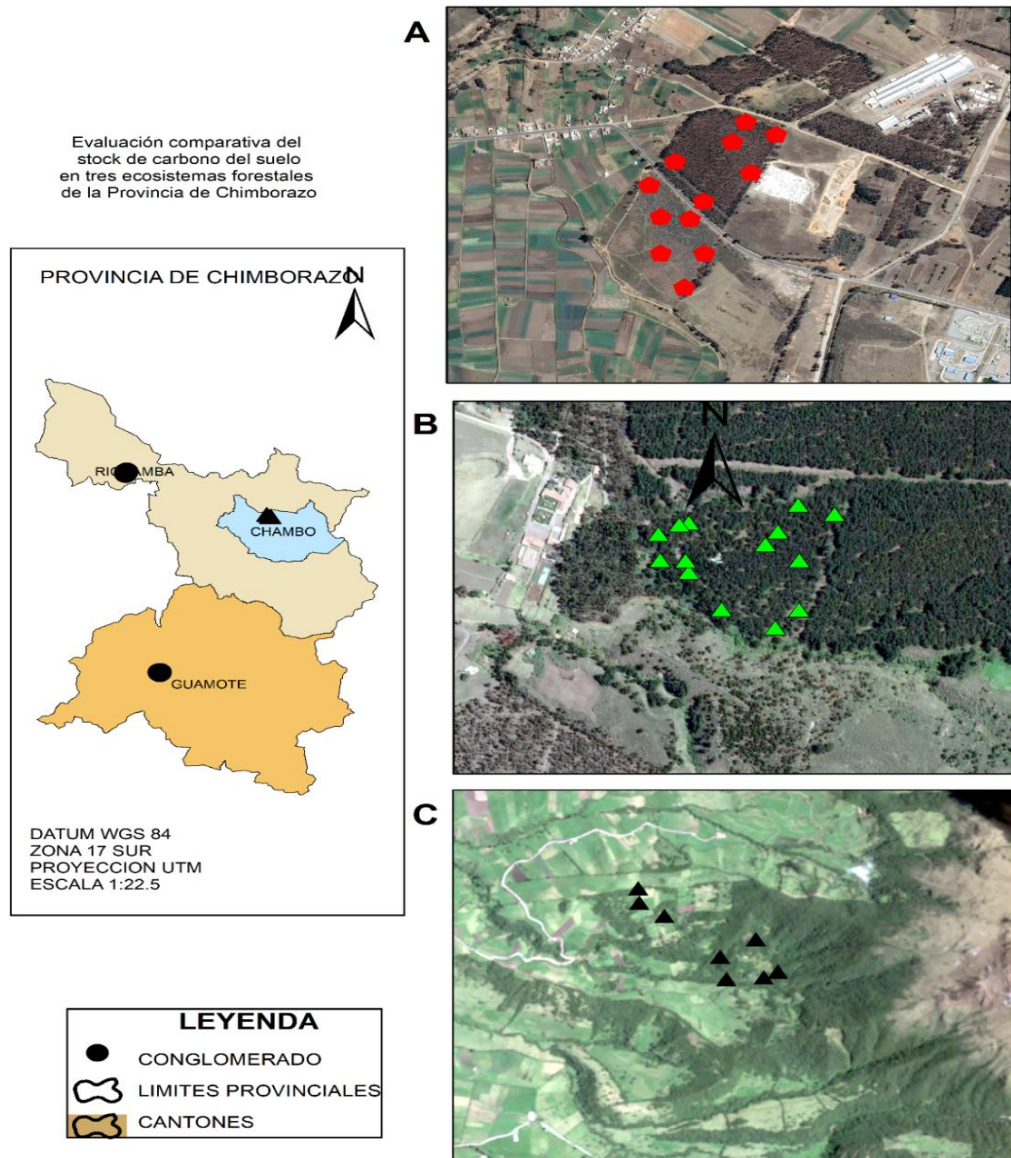 Evaluación comparativa del
stock de carbono del suelo
en tres ecosistemas forestales
de la Provincia de Chimborazo
PROVINCIA DE CHIMBORAZO
N
RIOBAMBA
CHAMBO
GUAMOTE
DATUM WGS 84
ZONA 17 SUR
PROYECCION UTM
ESCALA 1:22.5
LEYENDA
CONGLOMERADO
LIMITES PROVINCIALES
CANTONES
A
B
N
C